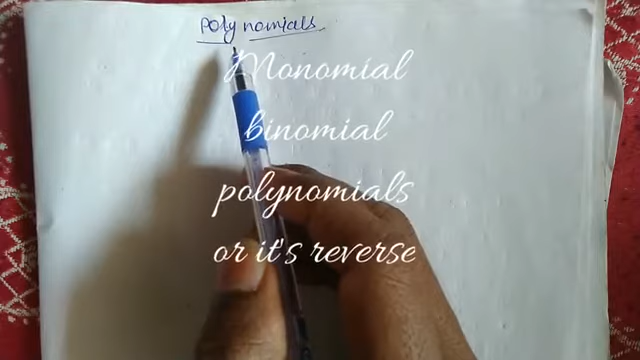 Polynomials
Monomial
binomial
polynomials
or it's reverse